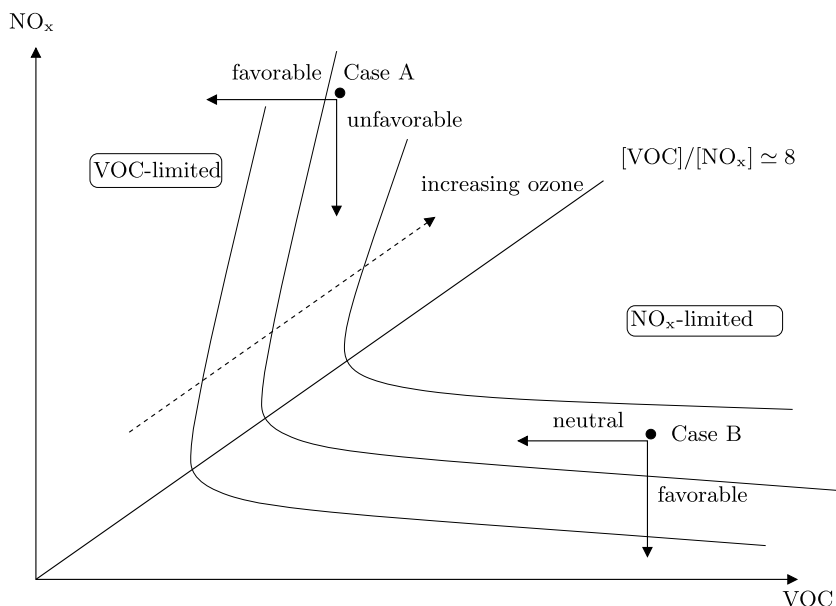 NOₓ
favorable
Case A
unfavorable
[VOC]/[NOₓ] ≃ 8
VOC-limited
increasing ozone
NOₓ-limited
neutral
Case B
favorable
VOC